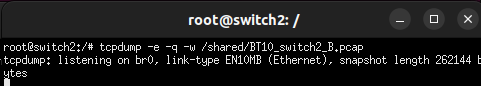 root@switch2: /
root@switch2:/# tcpdump -e -q -w /shared/BT10_switch2_B.pcap
tcpdump: listening on br0, link-type EN10MB (Ethernet), snapshot length 262144 b
ytes